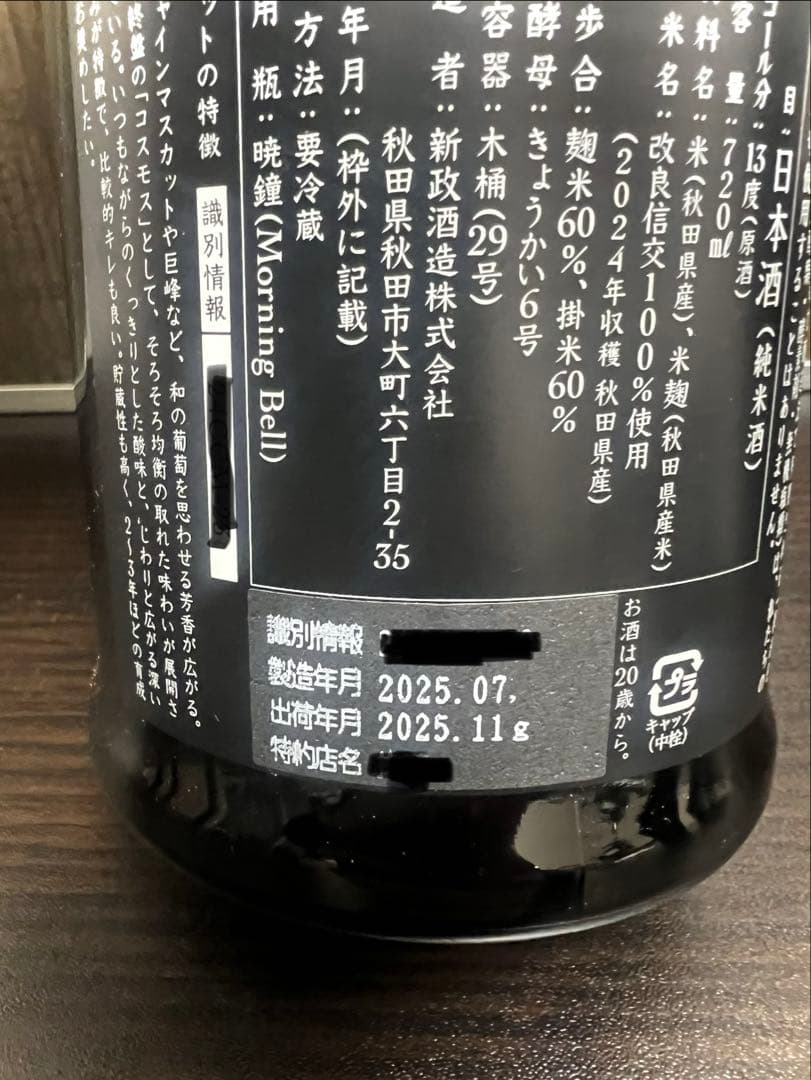 目：日本酒（純米酒）
コール分：13度（原酒）
容量：720㎖
料名：米（秋田県産）、米麹（秋田県産米）
米名：改良信交100％使用
（2024年収穫 秋田県産）
歩合：麹米60％、掛米60％
酵母：きょうかい6号
容器：木桶（29号）
造者：新政酒造株式会社
秋田県秋田市大町六丁目2-35
年月：（枠外に記載）
方法：要冷蔵
用瓶：暁鐘（Morning Bell）
ットの特徴
識別情報
ャインマスカットや巨峰など、和の葡萄を思わせる芳香が広がる。
終盤の「コスモス」として、そろそろ均衡の取れた味わいが展開さ
いる。いつもながらのくっきりとした酸味と、じわりと広がる深い
が特徴で、比較的キレも良い。貯蔵性も高く、2～3年ほどの育成
お奨めしたい。
識別情報
製造年月 2025.07,
出荷年月 2025.11g
特約店名
お酒は20歳から。
プラ
キャップ
（中栓）